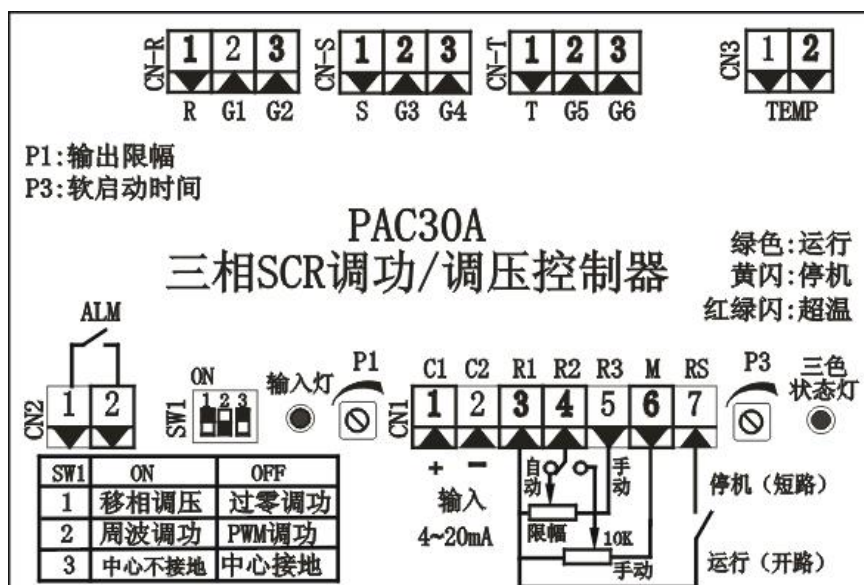 CN-R 1 2 3 CN-S 1 2 3 CN-T 1 2 3 CN3 1 2
R G1 G2 S G3 G4 T G5 G6 TEMP
P1:输出限幅
P3:软启动时间
PAC30A
三相SCR调功/调压控制器
绿色:运行
黄闪:停机
红绿闪:超温
ALM
CN2 1 2
SW1 ON 1 2 3
输入灯
P1
C1 C2 R1 R2 R3 M RS
CN1 1 2 3 4 5 6 7
P3
三色
状态灯
+ −
输入
4~20mA
自动
手动
限幅
10K
手动
停机（短路）
运行（开路）
SW1 ON OFF
1 移相调压 过零调功
2 周波调功 PWM调功
3 中心不接地 中心接地